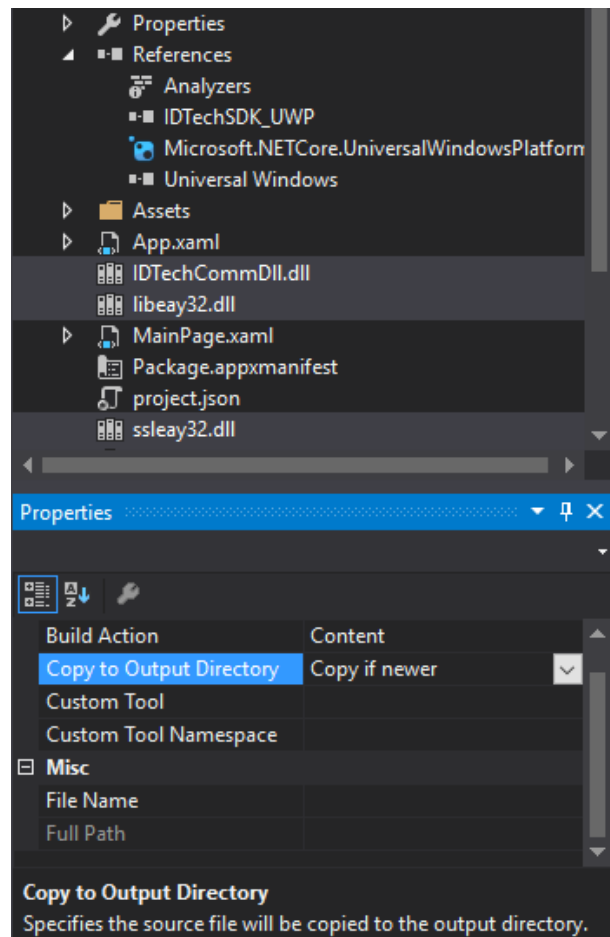 Properties
References
Analyzers
IDTechSDK_UWP
Microsoft.NETCore.UniversalWindowsPlatform
Universal Windows
Assets
App.xaml
IDTechCommDll.dll
libeay32.dll
MainPage.xaml
Package.appxmanifest
project.json
ssleay32.dll
Properties
Build Action Content
Copy to Output Directory Copy if newer
Custom Tool
Custom Tool Namespace
Misc
File Name
Full Path
Copy to Output Directory
Specifies the source file will be copied to the output directory.